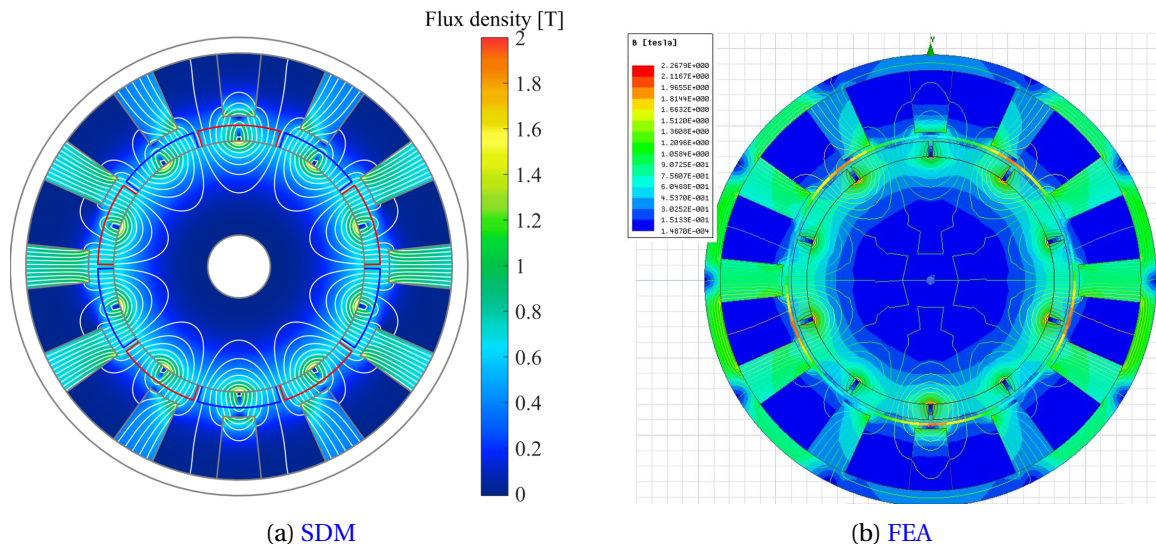 Flux density [T]
2
1.8
1.6
1.4
1.2
1
0.8
0.6
0.4
0.2
0
(a) SDM
B [tesla]
2.2679E+000
2.1167E+000
1.9655E+000
1.8144E+000
1.6632E+000
1.5120E+000
1.3608E+000
1.2096E+000
1.0584E+000
9.0725E-001
7.5607E-001
6.0488E-001
4.5370E-001
3.0252E-001
1.5133E-001
1.4870E-004
Y
(b) FEA